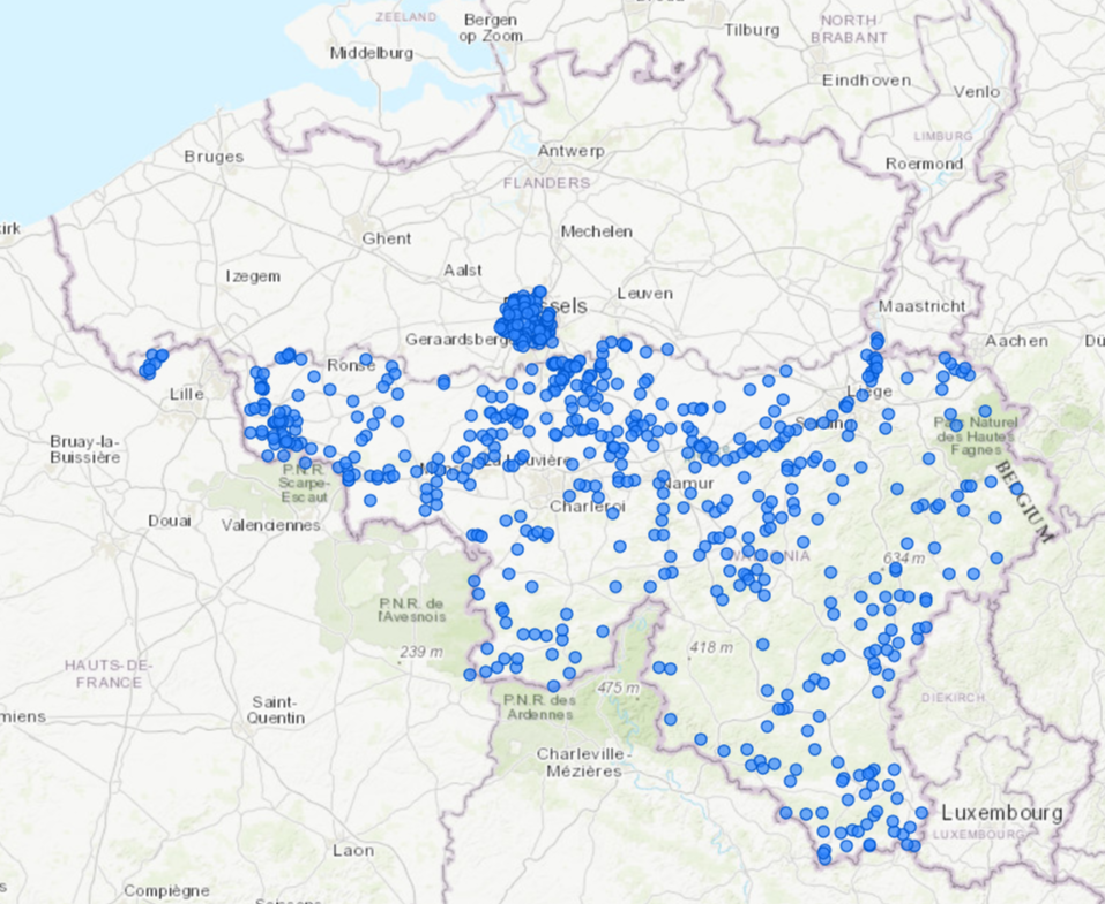 ZEELAND
Bergen
op Zoom
Tilburg
NORTH
BRABANT
Middelburg
Eindhoven
Venlo
LIMBURG
Bruges
Antwerp
Roermond
FLANDERS
Ghent
Mechelen
Izegem
Aalst
Leuven
Maastricht
Geraardsberg
Aachen
Ronse
Lille
Liège
Bruay-la-
Buissière
Parc Naturel
des Hautes
Fagnes
La Louvière
P.N.R.
Scarpe-
Escaut
Namur
BELGIUM
Charleroi
Douai
Valenciennes
WALLONIA
634 m
P.N.R. de
l'Avesnois
239 m
418 m
HAUTS-DE-
FRANCE
475 m
DIEKIRCH
P.N.R. des
Ardennes
Saint-
Quentin
miens
Charleville-
Mézières
Luxembourg
LUXEMBOURG
Laon
Compiègne